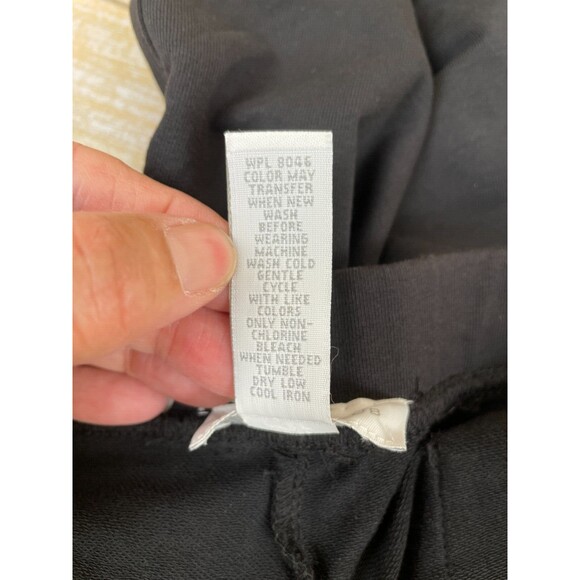 WPL 8046
COLOR MAY
TRANSFER
WHEN NEW
WASH
BEFORE
WEARING
MACHINE
WASH COLD
GENTLE
CYCLE
WITH LIKE
COLORS
ONLY NON-
CHLORINE
BLEACH
WHEN NEEDED
TUMBLE
DRY LOW
COOL IRON